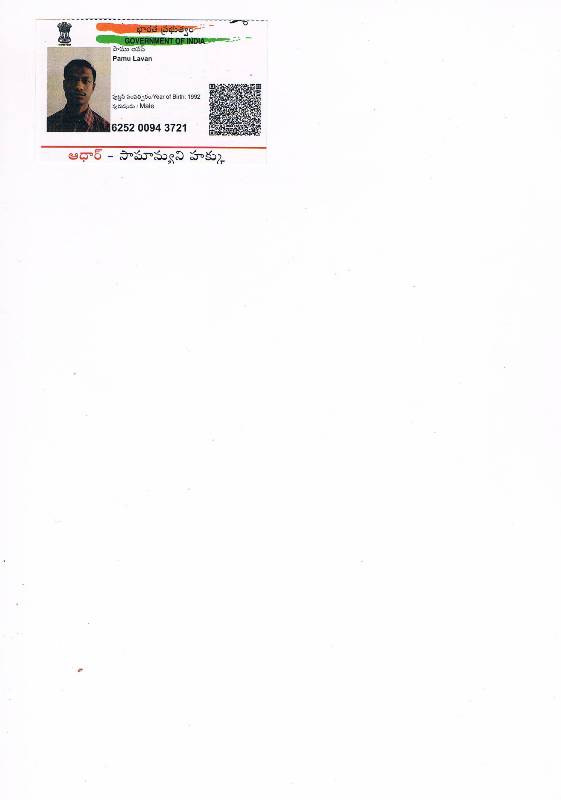 భారత ప్రభుత్వం
GOVERNMENT OF INDIA
పాము లవన్
Pamu Lavan
పుట్టిన సంవత్సరం/Year of Birth: 1992
పురుషుడు / Male
6252 0094 3721
ఆధార్ - సామాన్యుని హక్కు